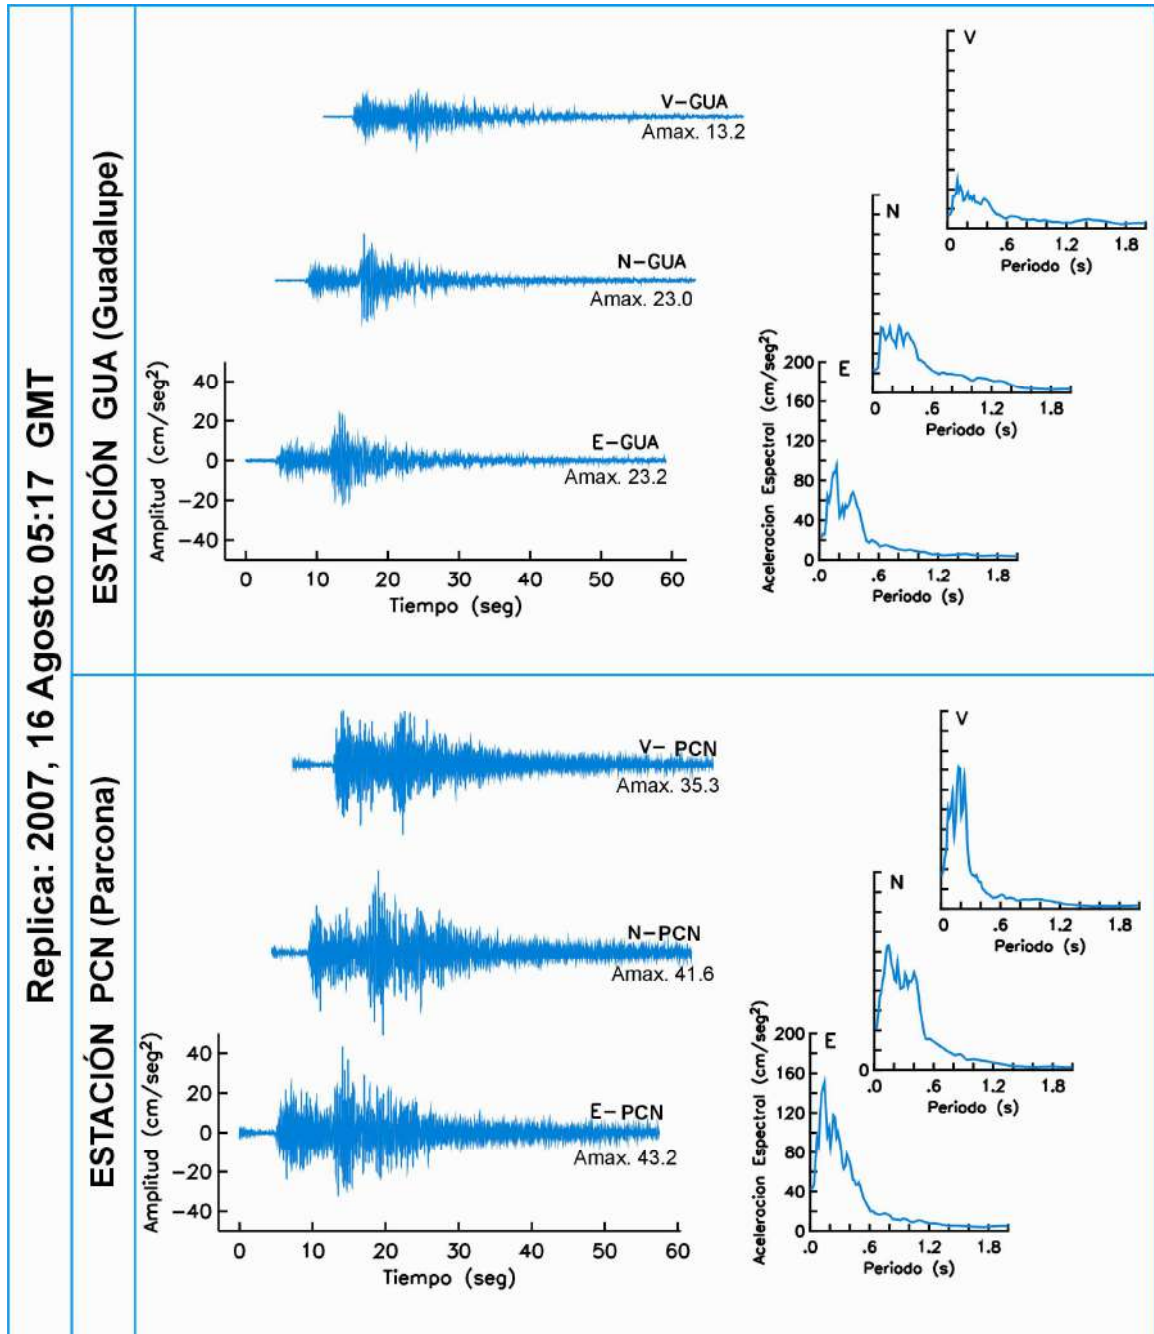 Replica: 2007, 16 Agosto 05:17 GMT
ESTACIÓN GUA (Guadalupe)
V-GUA
Amax. 13.2
N-GUA
Amax. 23.0
E-GUA
Amax. 23.2
Amplitud (cm/seg²)
40
20
0
−20
−40
0 10 20 30 40 50 60
Tiempo (seg)
V
0 .6 1.2 1.8
Periodo (s)
N
0 .6 1.2 1.8
Periodo (s)
E
Aceleracion Espectral (cm/seg²)
200
160
120
80
40
0
.0 .6 1.2 1.8
Periodo (s)
ESTACIÓN PCN (Parcona)
V- PCN
Amax. 35.3
N-PCN
Amax. 41.6
E-PCN
Amax. 43.2
Amplitud (cm/seg²)
40
20
0
−20
−40
0 10 20 30 40 50 60
Tiempo (seg)
V
.0 .6 1.2 1.8
Periodo (s)
N
0
.0 .6 1.2 1.8
Periodo (s)
E
Aceleracion Espectral (cm/seg²)
200
160
120
80
40
0
.0 .6 1.2 1.8
Periodo (s)